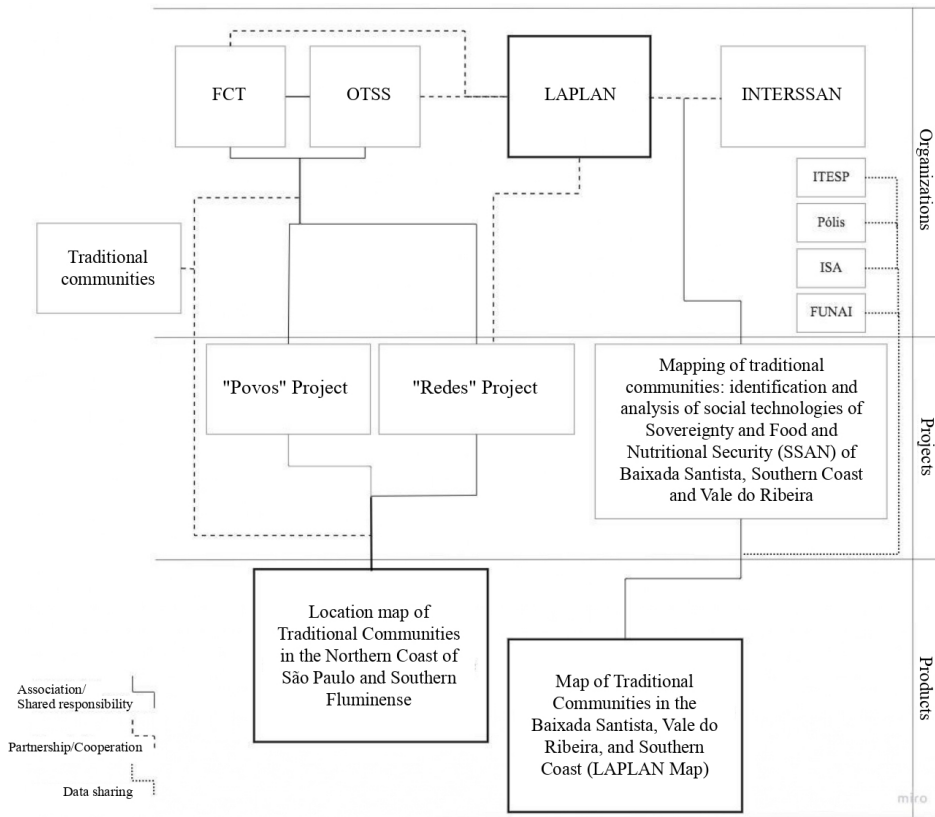 FCT
OTSS
LAPLAN
INTERSSAN
Organizations
ITESP
Pólis
ISA
FUNAI
Traditional
communities
"Povos" Project
"Redes" Project
Mapping of traditional
communities: identification and
analysis of social technologies of
Sovereignty and Food and
Nutritional Security (SSAN) of
Baixada Santista, Southern Coast
and Vale do Ribeira
Projects
Location map of
Traditional Communities
in the Northern Coast of
São Paulo and Southern
Fluminense
Map of Traditional
Communities in the
Baixada Santista, Vale do
Ribeira, and Southern
Coast (LAPLAN Map)
Products
Association/
Shared responsibility
Partnership/Cooperation
Data sharing
miro